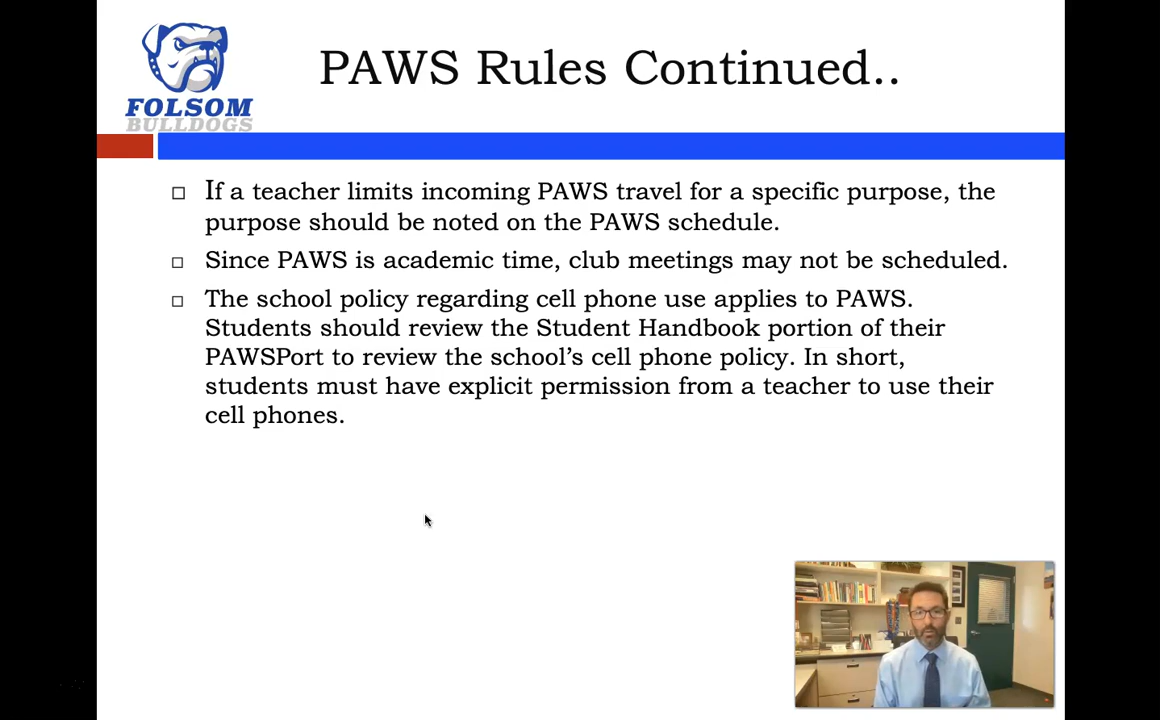 FOLSOM
BULLDOGS
PAWS Rules Continued..
If a teacher limits incoming PAWS travel for a specific purpose, the
purpose should be noted on the PAWS schedule.
Since PAWS is academic time, club meetings may not be scheduled.
The school policy regarding cell phone use applies to PAWS.
Students should review the Student Handbook portion of their
PAWSPort to review the school’s cell phone policy. In short,
students must have explicit permission from a teacher to use their
cell phones.